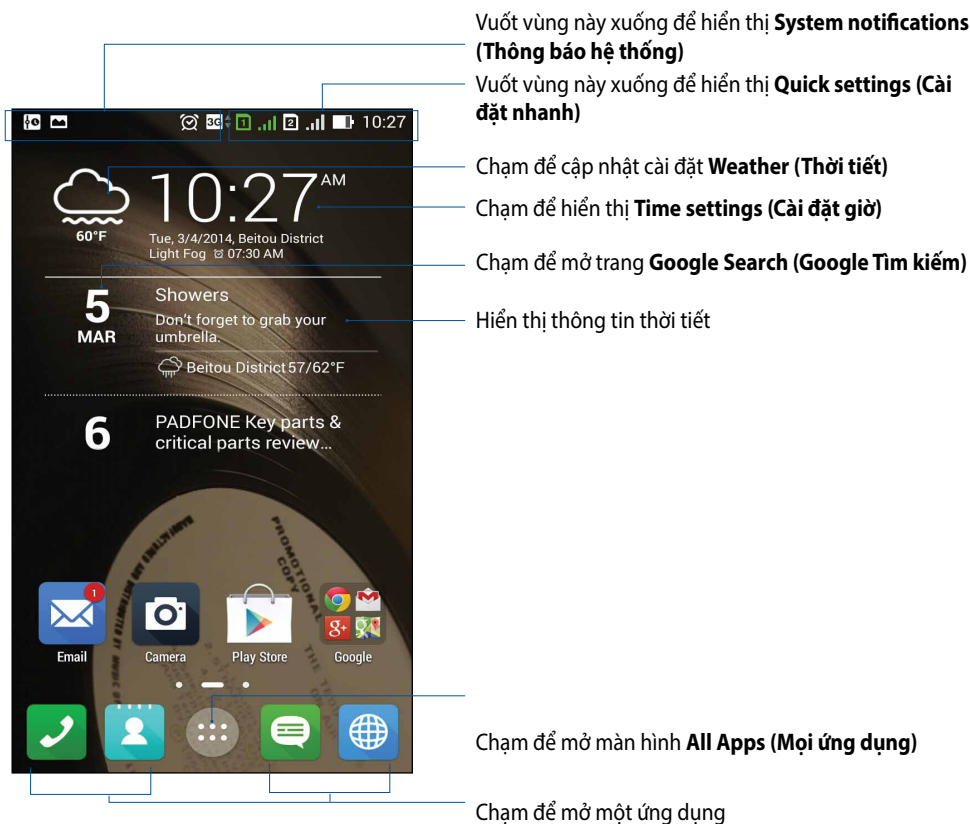 Vuốt vùng này xuống để hiển thị System notifications
(Thông báo hệ thống)
Vuốt vùng này xuống để hiển thị Quick settings (Cài
đặt nhanh)
3G 1 2 10:27
Chạm để cập nhật cài đặt Weather (Thời tiết)
10:27 AM
Chạm để hiển thị Time settings (Cài đặt giờ)
60°F
Tue, 3/4/2014, Beitou District
Light Fog 07:30 AM
Chạm để mở trang Google Search (Google Tìm kiếm)
5
MAR
Showers
Don't forget to grab your
umbrella.
Hiển thị thông tin thời tiết
Beitou District 57/62°F
6
PADFONE Key parts &
critical parts review...
PROMOTIONAL
COPY
THE
1
8+
Email
Camera
Play Store
Google
Chạm để mở màn hình All Apps (Mọi ứng dụng)
Chạm để mở một ứng dụng